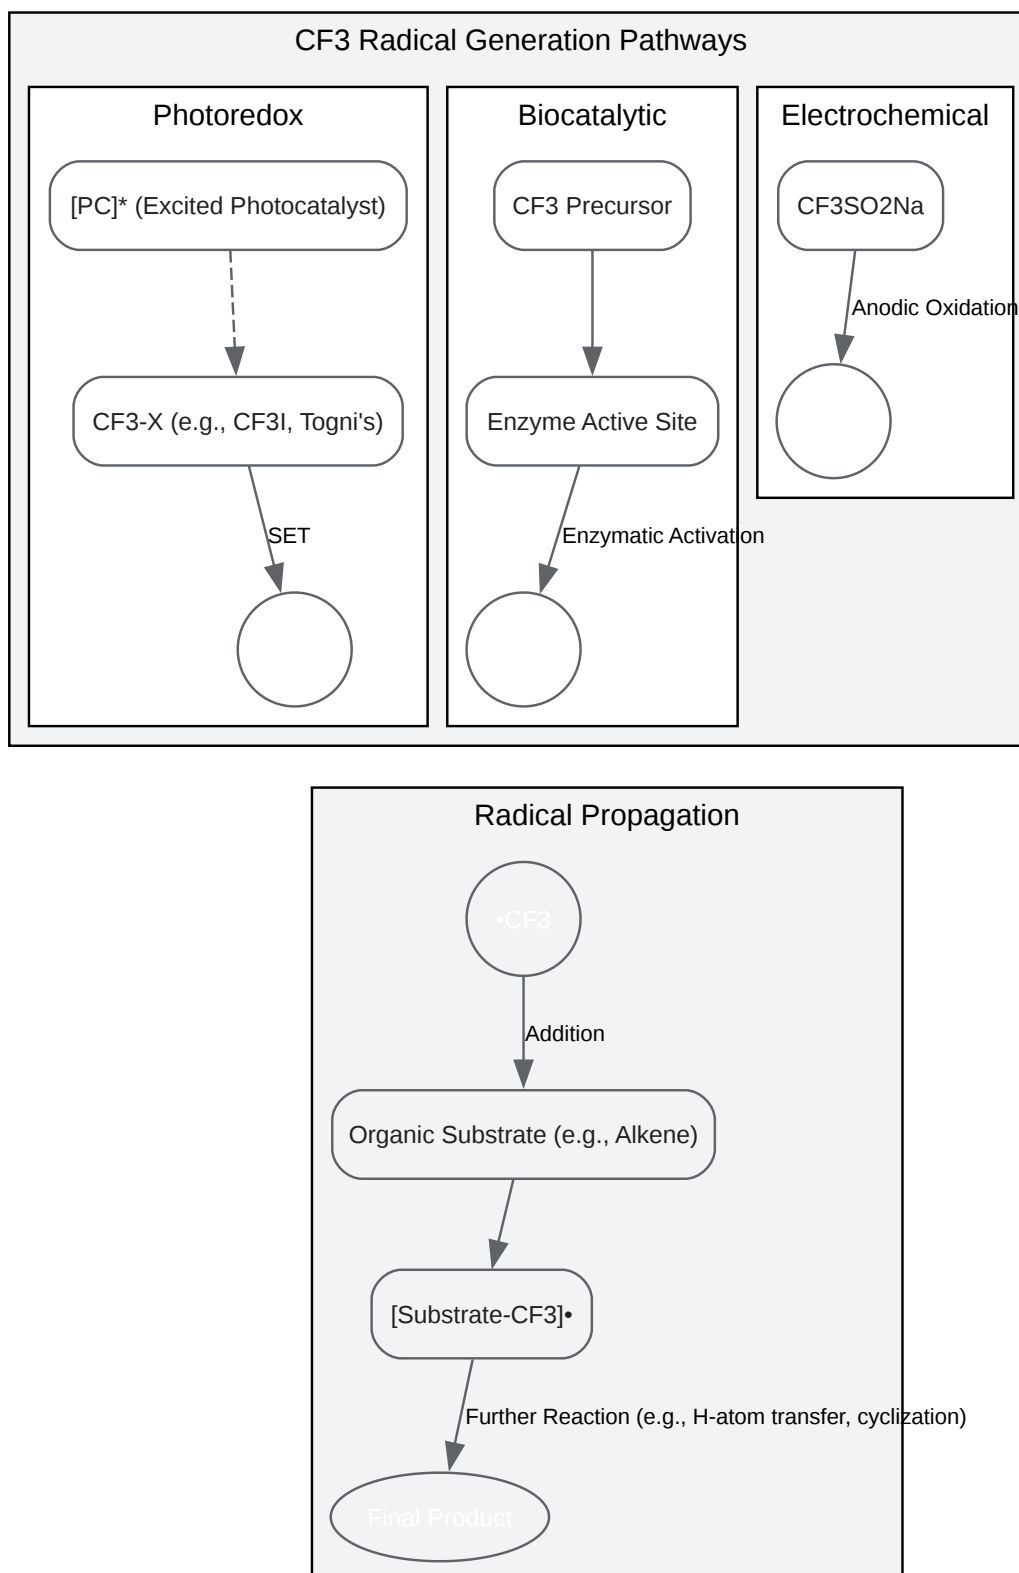 CF3 Radical Generation Pathways
Photoredox
[PC]* (Excited Photocatalyst)
CF3-X (e.g., CF3I, Togni's)
SET
Biocatalytic
CF3 Precursor
Enzyme Active Site
Enzymatic Activation
Electrochemical
CF3SO2Na
Anodic Oxidation
Radical Propagation
•CF3
Addition
Organic Substrate (e.g., Alkene)
[Substrate-CF3]•
Further Reaction (e.g., H-atom transfer, cyclization)
Final Product